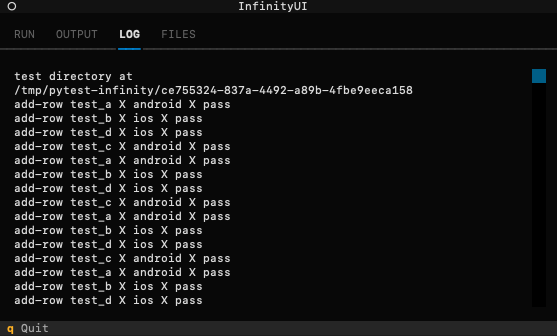 InfinityUI
RUN OUTPUT LOG FILES
test directory at
/tmp/pytest-infinity/ce755324-837a-4492-a89b-4fbe9eeca158
add-row test_a X android X pass
add-row test_b X ios X pass
add-row test_d X ios X pass
add-row test_c X android X pass
add-row test_a X android X pass
add-row test_b X ios X pass
add-row test_d X ios X pass
add-row test_c X android X pass
add-row test_a X android X pass
add-row test_b X ios X pass
add-row test_d X ios X pass
add-row test_c X android X pass
add-row test_a X android X pass
add-row test_b X ios X pass
add-row test_d X ios X pass
q Quit